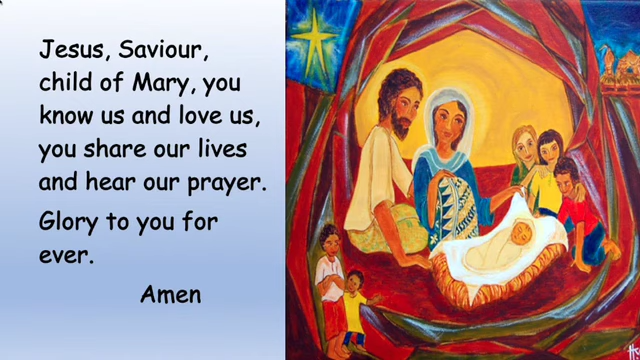 Jesus, Saviour,
child of Mary, you
know us and love us,
you share our lives
and hear our prayer.
Glory to you for
ever.
Amen